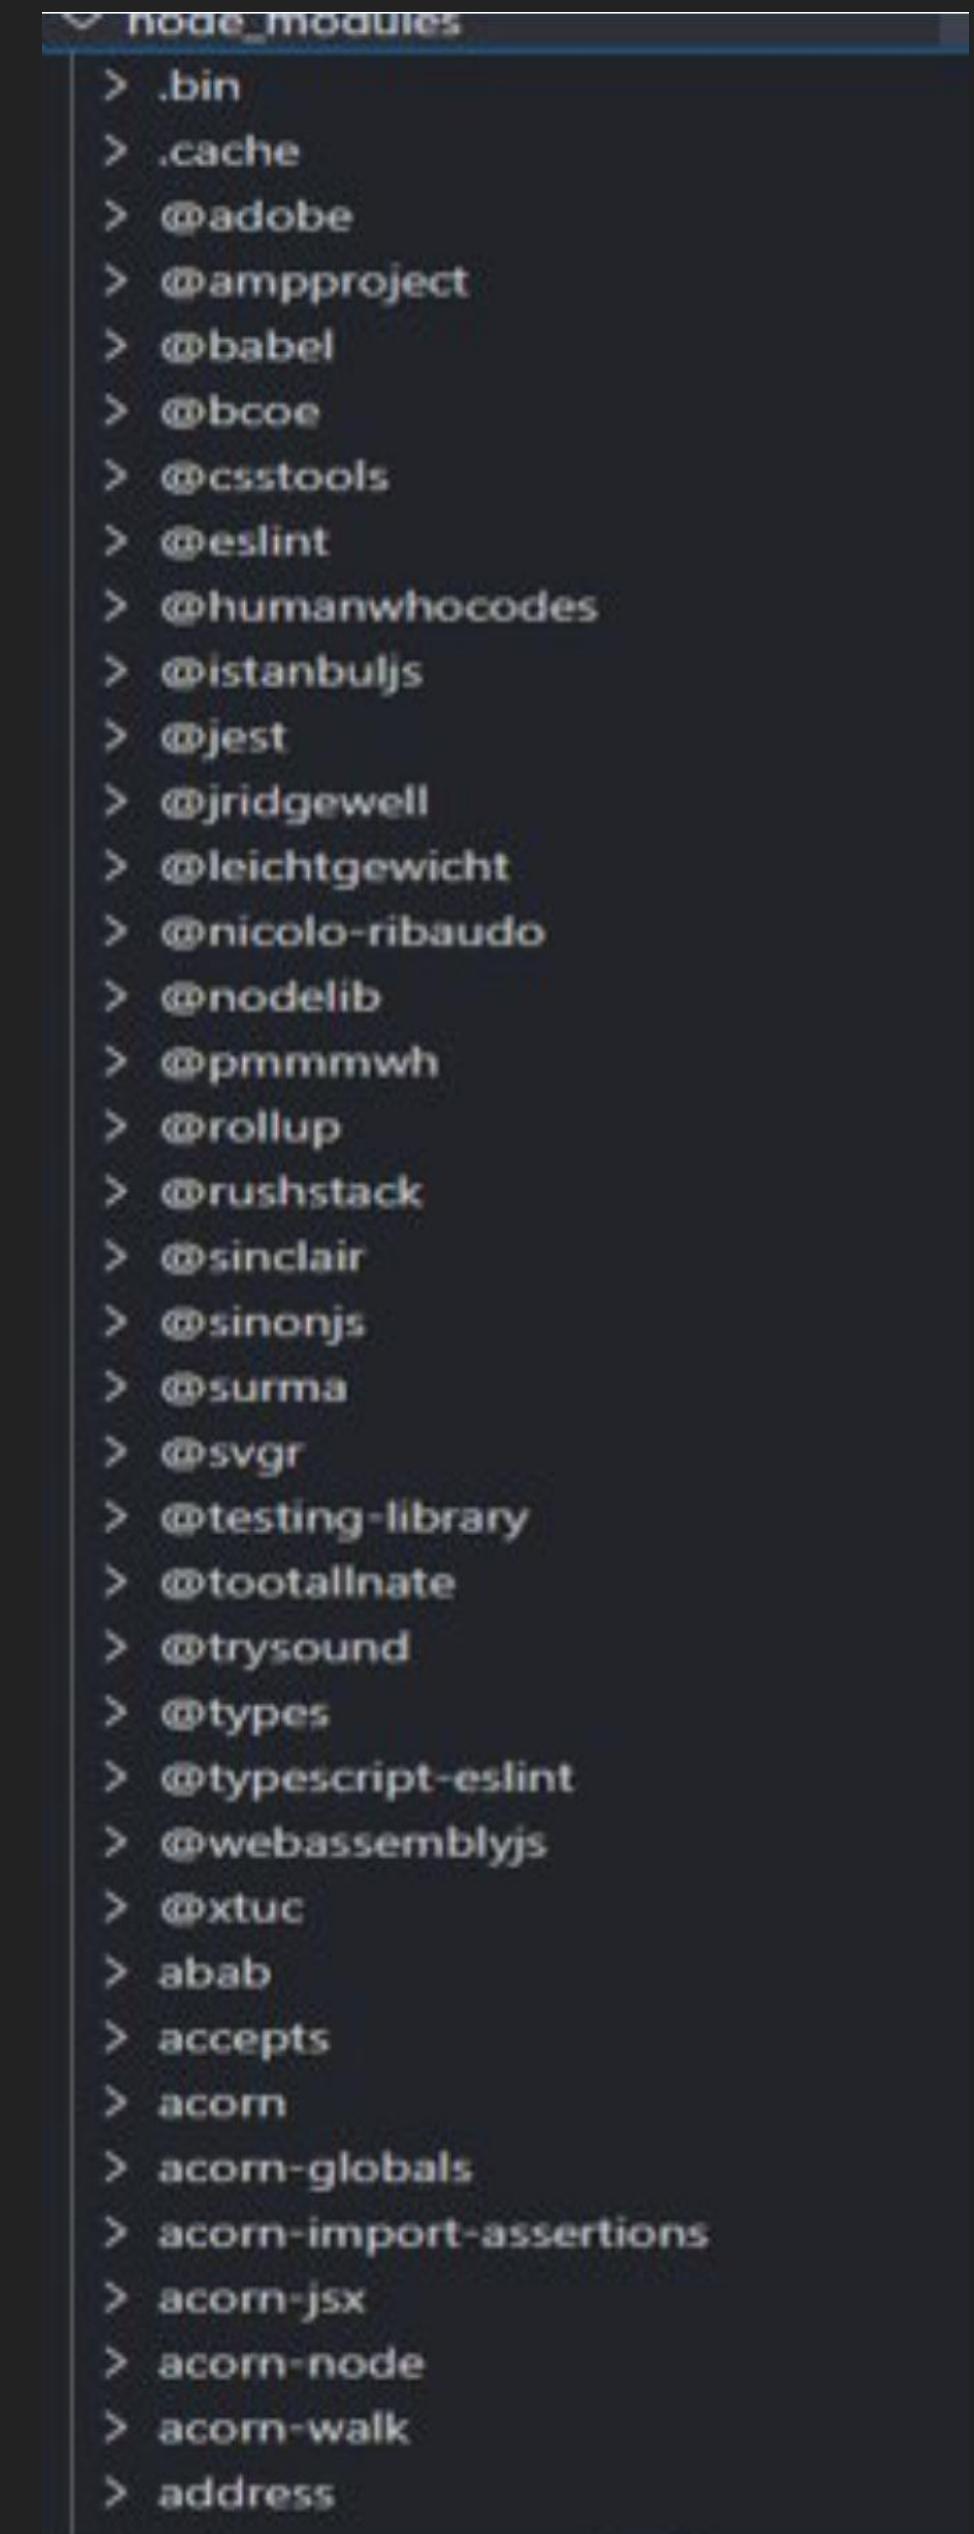 node_modules
.bin
.cache
@adobe
@ampproject
@babel
@bcoe
@csstools
@eslint
@humanwhocodes
@istanbuljs
@jest
@jridgewell
@leichtgewicht
@nicolo-ribaudo
@nodelib
@pmmmwh
@rollup
@rushstack
@sinclair
@sinonjs
@surma
@svgr
@testing-library
@tootallnate
@trysound
@types
@typescript-eslint
@webassemblyjs
@xtuc
abab
accepts
acorn
acorn-globals
acorn-import-assertions
acorn-jsx
acorn-node
acorn-walk
address